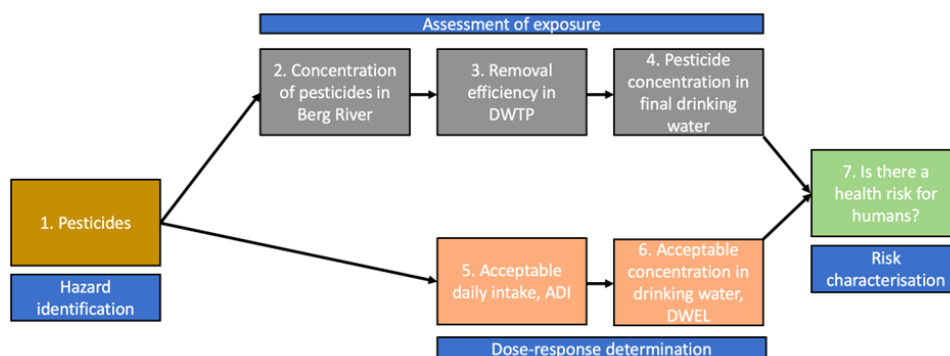 Assessment of exposure
2. Concentration
of pesticides in
Berg River
3. Removal
efficiency in
DWTP
4. Pesticide
concentration in
final drinking
water
1. Pesticides
Hazard
identification
5. Acceptable
daily intake, ADI
6. Acceptable
concentration in
drinking water,
DWEL
Dose-response determination
7. Is there a
health risk for
humans?
Risk
characterisation